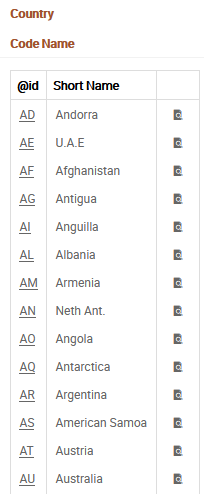 Country
Code Name
@id Short Name
AD Andorra
AE U.A.E
AF Afghanistan
AG Antigua
AI Anguilla
AL Albania
AM Armenia
AN Neth Ant.
AO Angola
AQ Antarctica
AR Argentina
AS American Samoa
AT Austria
AU Australia